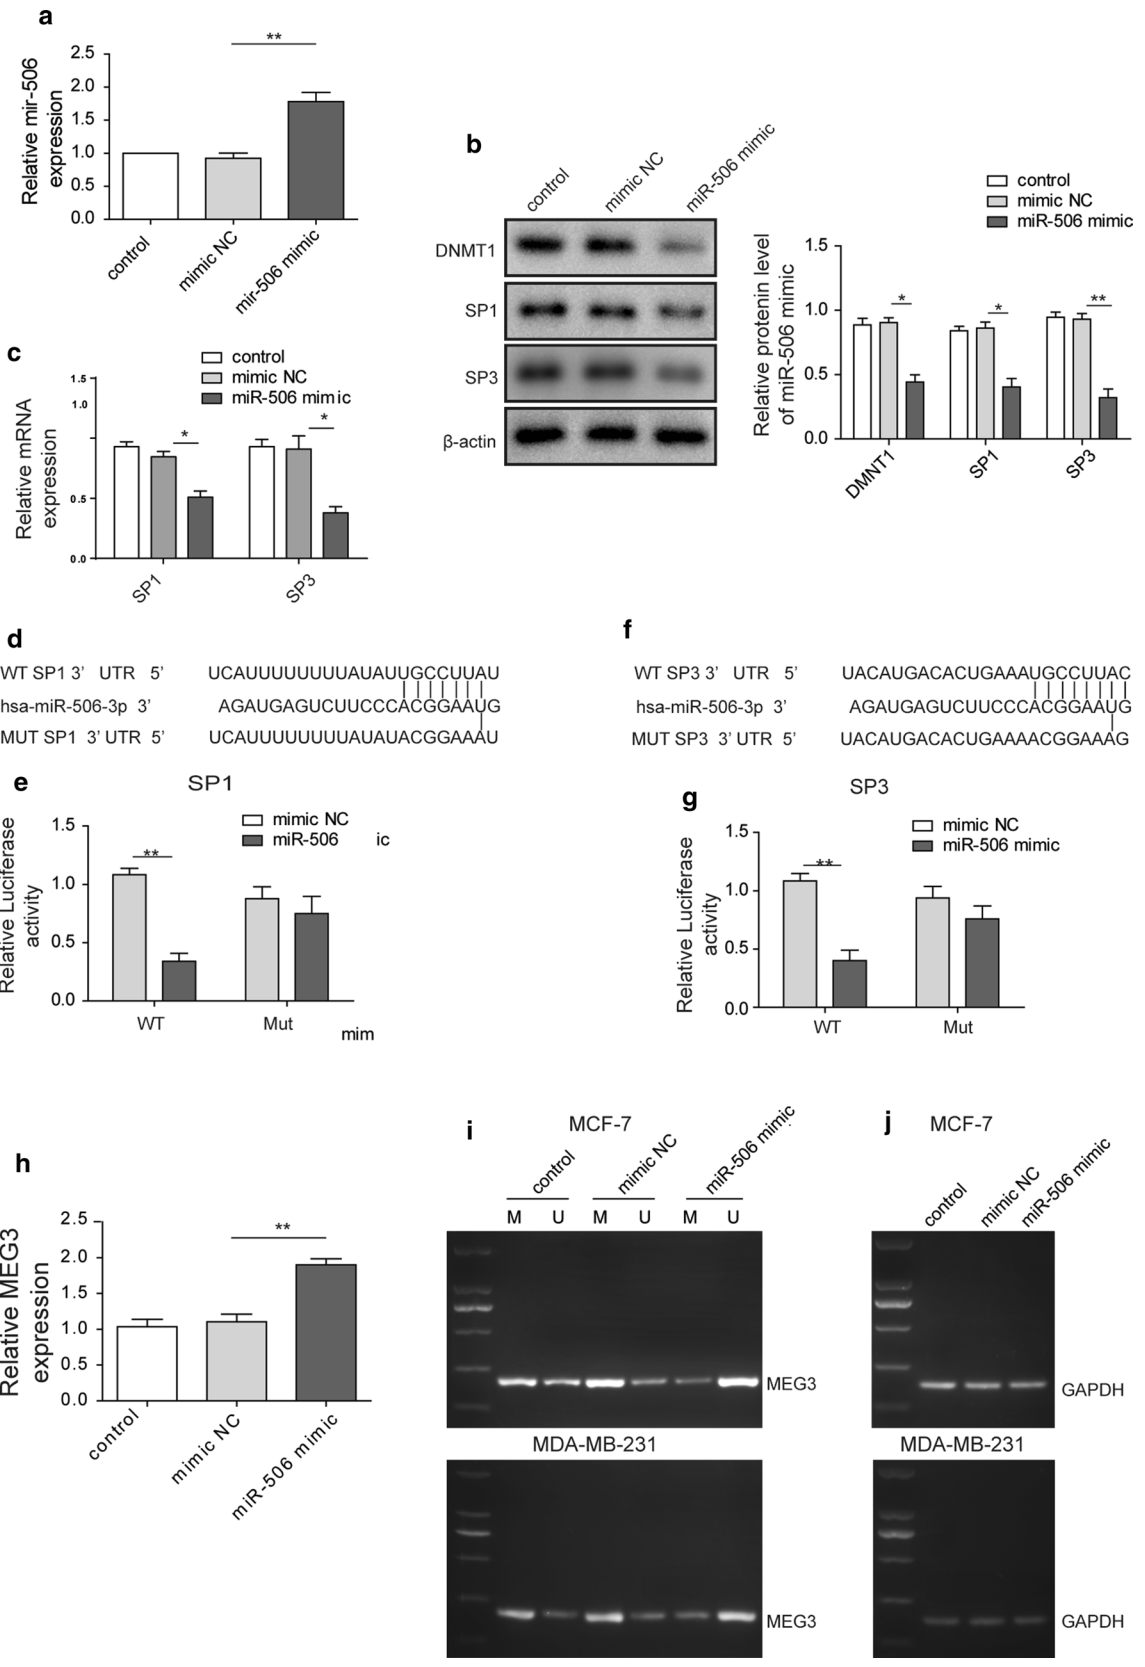 a
**
2.5
2.0
1.5
1.0
0.5
0.0
Relative mir-506
expression
control
mimic NC
mir-506 mimic
b
control
mimic NC
miR-506 mimic
DNMT1
SP1
SP3
β-actin
control
mimic NC
miR-506 mimic
1.5
1.0
0.5
0.0
Relative protenin level
of miR-506 mimic
*
*
**
DMNT1
SP1
SP3
c
control
mimic NC
miR-506 mimic
1.5
1.0
0.5
0.0
Relative mRNA
expression
*
*
SP1
SP3
d
WT SP1 3' UTR 5' UCAUUUUUUUUAUAUUGCCUUAU
hsa-miR-506-3p 3' AGAUGAGUCUUCCCACGGAAUG
MUT SP1 3' UTR 5' UCAUUUUUUUUAUAUACGGAAAU
f
WT SP3 3' UTR 5' UACAUGACACUGAAAUGCCUUAC
hsa-miR-506-3p 3' AGAUGAGUCUUCCCACGGAAUG
MUT SP3 3' UTR 5' UACAUGACACUGAAAACGGAAAG
e
SP1
mimic NC
miR-506 ic
1.5
1.0
0.5
0.0
Relative Luciferase
activity
**
WT
Mut
mim
g
SP3
mimic NC
miR-506 mimic
1.5
1.0
0.5
0.0
Relative Luciferase
activity
**
WT
Mut
h
**
2.5
2.0
1.5
1.0
0.5
0.0
Relative MEG3
expression
control
mimic NC
miR-506 mimic
i
MCF-7
control
mimic NC
miR-506 mimic
M U M U M U
MEG3
MDA-MB-231
MEG3
j
MCF-7
control
mimic NC
miR-506 mimic
GAPDH
MDA-MB-231
GAPDH